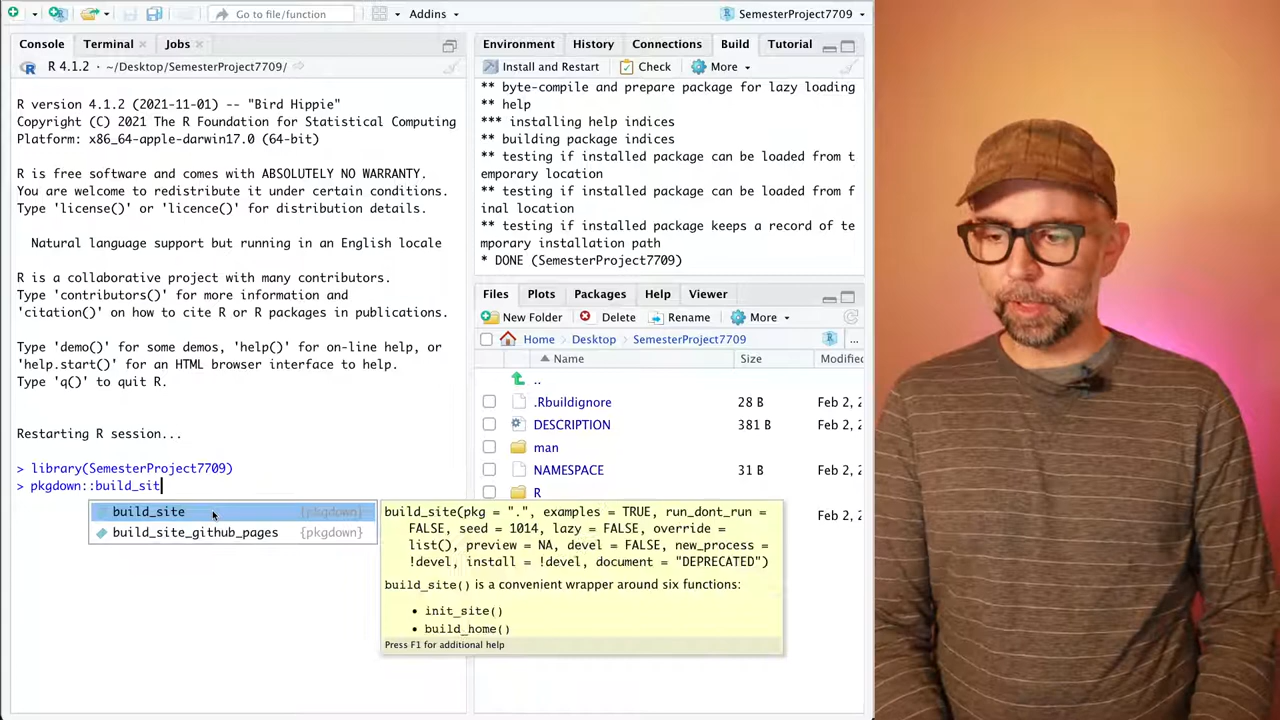 Go to file/function
Addins
SemesterProject7709
Console
Terminal
Jobs
R 4.1.2 · ~/Desktop/SemesterProject7709/
R version 4.1.2 (2021-11-01) -- "Bird Hippie"
Copyright (C) 2021 The R Foundation for Statistical Computing
Platform: x86_64-apple-darwin17.0 (64-bit)
R is free software and comes with ABSOLUTELY NO WARRANTY.
You are welcome to redistribute it under certain conditions.
Type 'license()' or 'licence()' for distribution details.
Natural language support but running in an English locale
R is a collaborative project with many contributors.
Type 'contributors()' for more information and
'citation()' on how to cite R or R packages in publications.
Type 'demo()' for some demos, 'help()' for on-line help, or
'help.start()' for an HTML browser interface to help.
Type 'q()' to quit R.
Restarting R session...
> library(SemesterProject7709)
> pkgdown::build_sit
build_site {pkgdown}
build_site_github_pages {pkgdown}
build_site(pkg = ".", examples = TRUE, run_dont_run =
FALSE, seed = 1014, lazy = FALSE, override =
list(), preview = NA, devel = FALSE, new_process =
!devel, install = !devel, document = "DEPRECATED")
build_site() is a convenient wrapper around six functions:
• init_site()
• build_home()
Press F1 for additional help
Environment
History
Connections
Build
Tutorial
Install and Restart
Check
More
** byte-compile and prepare package for lazy loading
** help
*** installing help indices
** building package indices
** testing if installed package can be loaded from t
emporary location
** testing if installed package can be loaded from f
inal location
** testing if installed package keeps a record of te
mporary installation path
* DONE (SemesterProject7709)
Files
Plots
Packages
Help
Viewer
New Folder
Delete
Rename
More
Home
Desktop
SemesterProject7709
...
Name
Size
Modified
..
.Rbuildignore 28 B Feb 2, 2
DESCRIPTION 381 B Feb 2, 2
man
NAMESPACE 31 B Feb 2, 2
R
Feb 2, 2